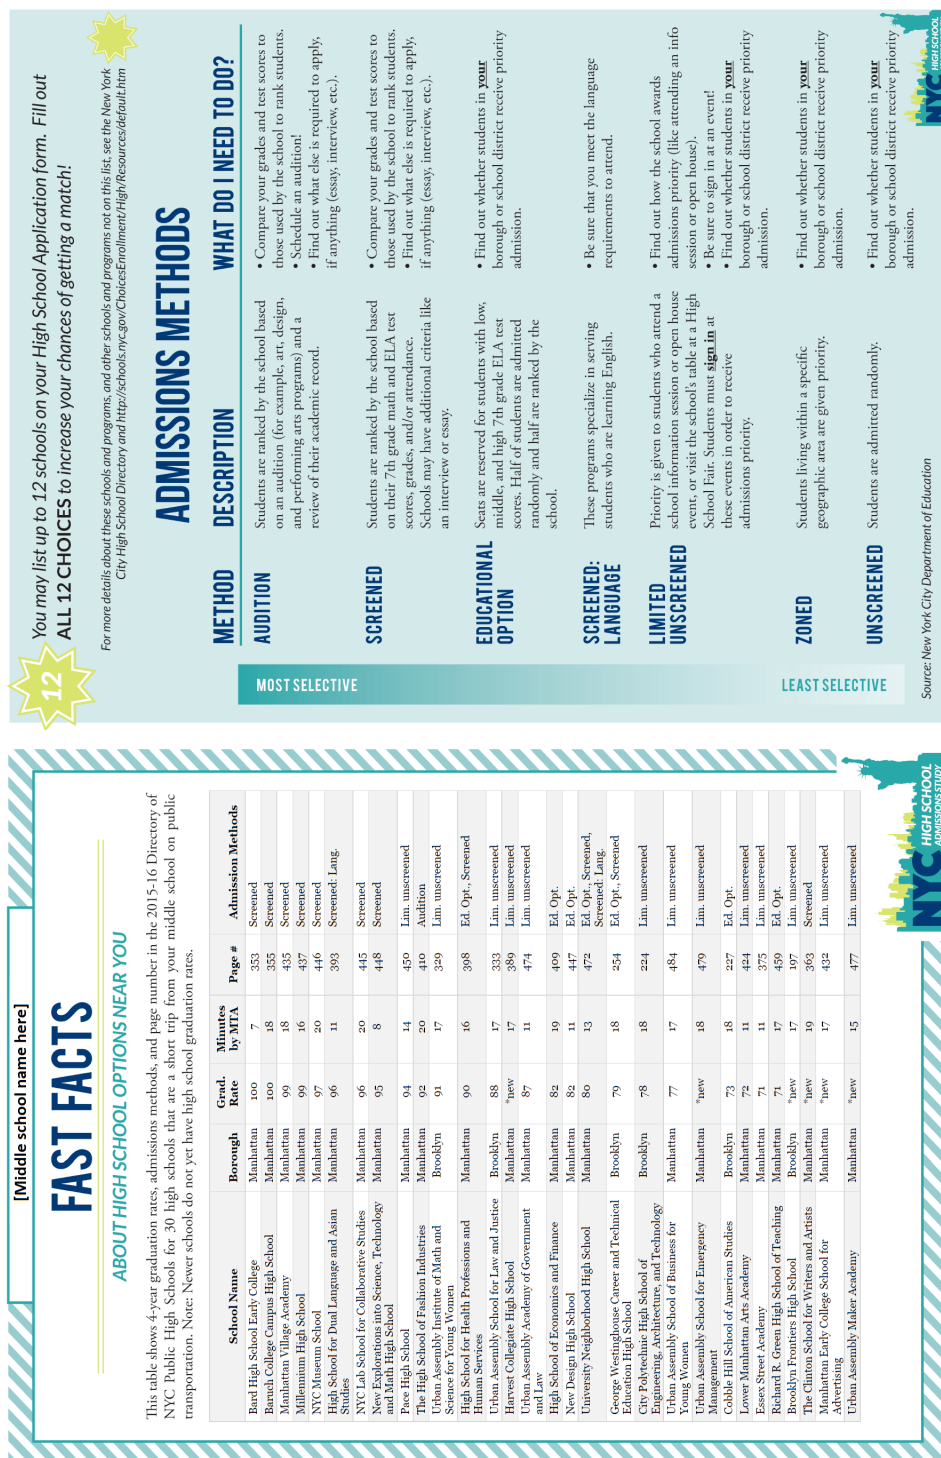 [Middle school name here]
FAST FACTS
ABOUT HIGH SCHOOL OPTIONS NEAR YOU
This table shows 4-year graduation rates, admissions methods, and page number in the 2015-16 Directory of
NYC Public High Schools for 30 high schools that are a short trip from your middle school on public
transportation. Note: Newer schools do not yet have high school graduation rates.
School Name Borough Grad. Rate Minutes by MTA Page # Admission Methods
Bard High School Early College Manhattan 100 7 353 Screened
Baruch College Campus High School Manhattan 100 18 355 Screened
Manhattan Village Academy Manhattan 99 18 435 Screened
Millennium High School Manhattan 99 16 437 Screened
NYC Museum School Manhattan 97 20 446 Screened
High School for Dual Language and Asian Studies Manhattan 96 11 393 Screened: Lang.
NYC Lab School for Collaborative Studies Manhattan 96 20 445 Screened
New Explorations into Science, Technology and Math High School Manhattan 95 8 448 Screened
Pace High School Manhattan 94 14 450 Lim. unscreened
The High School of Fashion Industries Manhattan 92 20 410 Audition
Urban Assembly Institute of Math and Science for Young Women Brooklyn 91 17 329 Lim. unscreened
High School for Health Professions and Human Services Manhattan 90 16 398 Ed. Opt., Screened
Urban Assembly School for Law and Justice Brooklyn 88 17 333 Lim. unscreened
Harvest Collegiate High School Manhattan *new 17 389 Lim. unscreened
Urban Assembly Academy of Government and Law Manhattan 87 11 474 Lim. unscreened
High School of Economics and Finance Manhattan 82 19 409 Ed. Opt.
New Design High School Manhattan 82 11 447 Ed. Opt.
University Neighborhood High School Manhattan 80 13 472 Ed. Opt., Screened, Screened: Lang.
George Westinghouse Career and Technical Education High School Brooklyn 79 18 254 Ed. Opt., Screened
City Polytechnic High School of Engineering, Architecture, and Technology Brooklyn 78 18 224 Lim. unscreened
Urban Assembly School of Business for Young Women Manhattan 77 17 484 Lim. unscreened
Urban Assembly School for Emergency Management Manhattan *new 18 479 Lim. unscreened
Cobble Hill School of American Studies Brooklyn 73 18 227 Ed. Opt.
Lower Manhattan Arts Academy Manhattan 72 11 424 Lim. unscreened
Essex Street Academy Manhattan 71 11 375 Lim. unscreened
Richard R. Green High School of Teaching Manhattan 71 17 459 Ed. Opt.
Brooklyn Frontiers High School Brooklyn *new 17 197 Lim. unscreened
The Clinton School for Writers and Artists Manhattan *new 19 363 Screened
Manhattan Early College School for Advertising Manhattan *new 17 432 Lim. unscreened
Urban Assembly Maker Academy Manhattan *new 15 477 Lim. unscreened
NYC
HIGH SCHOOL
ADMISSIONS STUDY
12
You may list up to 12 schools on your High School Application form. Fill out
ALL 12 CHOICES to increase your chances of getting a match!
For more details about these schools and programs, and other schools and programs not on this list, see the New York
City High School Directory and http://schools.nyc.gov/ChoicesEnrollment/High/Resources/default.htm
ADMISSIONS METHODS
METHOD DESCRIPTION WHAT DO I NEED TO DO?
MOST SELECTIVE
AUDITION
Students are ranked by the school based
on an audition (for example, art, design,
and performing arts programs) and a
review of their academic record.
• Compare your grades and test scores to
those used by the school to rank students.
• Schedule an audition!
• Find out what else is required to apply,
if anything (essay, interview, etc.).
SCREENED
Students are ranked by the school based
on their 7th grade math and ELA test
scores, grades, and/or attendance.
Schools may have additional criteria like
an interview or essay.
• Compare your grades and test scores to
those used by the school to rank students.
• Find out what else is required to apply,
if anything (essay, interview, etc.).
EDUCATIONAL
OPTION
Seats are reserved for students with low,
middle, and high 7th grade ELA test
scores. Half of students are admitted
randomly and half are ranked by the
school.
• Find out whether students in your
borough or school district receive priority
admission.
SCREENED:
LANGUAGE
These programs specialize in serving
students who are learning English.
• Be sure that you meet the language
requirements to attend.
LIMITED
UNSCREENED
Priority is given to students who attend a
school information session or open house
event, or visit the school's table at a High
School Fair. Students must sign in at
these events in order to receive
admissions priority.
• Find out how the school awards
admissions priority (like attending an info
session or open house).
• Be sure to sign in at an event!
• Find out whether students in your
borough or school district receive priority
admission.
ZONED
Students living within a specific
geographic area are given priority.
• Find out whether students in your
borough or school district receive priority
admission.
UNSCREENED
Students are admitted randomly.
• Find out whether students in your
borough or school district receive priority
admission.
LEAST SELECTIVE
Source: New York City Department of Education
NYC
HIGH SCHOOL